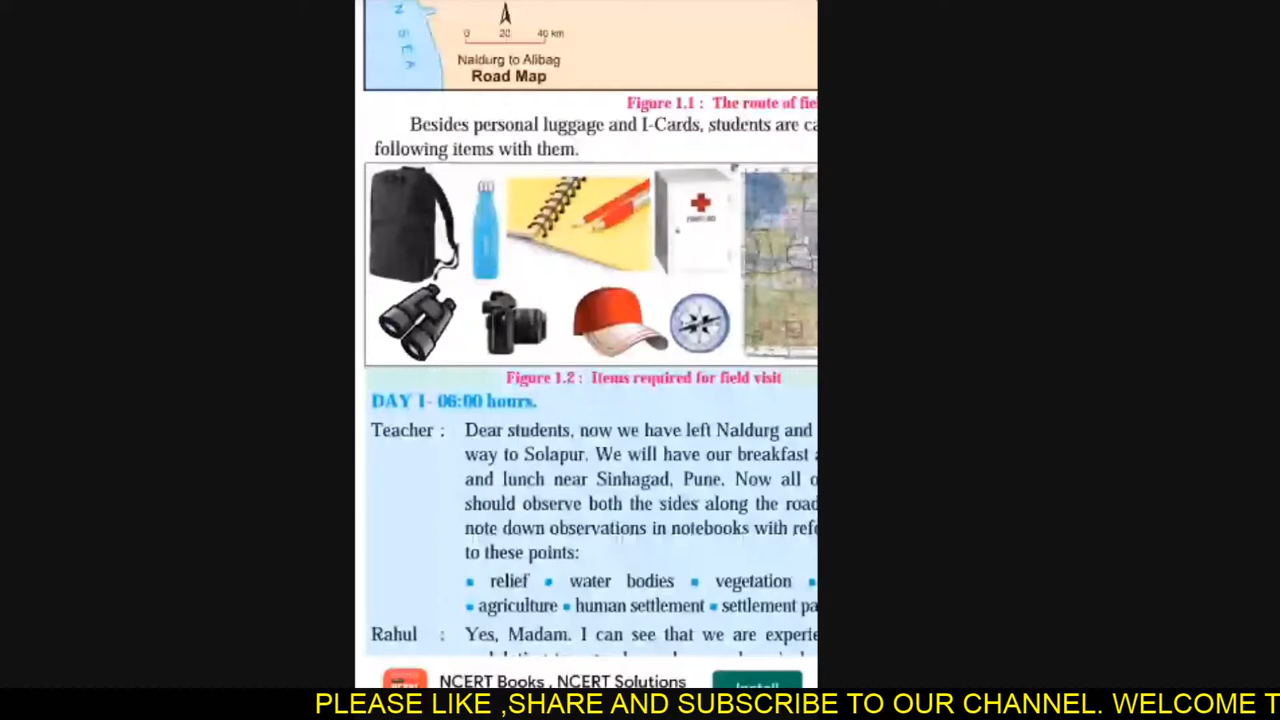 N
S E A
0 20 40 km
Naldurg to Alibag
Road Map
Figure 1.1 : The route of fie
Besides personal luggage and I-Cards, students are ca
following items with them.
Figure 1.2 : Items required for field visit
DAY 1- 06:00 hours.
Teacher : Dear students, now we have left Naldurg and
way to Solapur. We will have our breakfast a
and lunch near Sinhagad, Pune. Now all o
should observe both the sides along the road
note down observations in notebooks with refe
to these points:
▪ relief ▪ water bodies ▪ vegetation ▪
▪ agriculture ▪ human settlement ▪ settlement pa
Rahul : Yes, Madam. I can see that we are experie
NCERT Books , NCERT Solutions
Install
PLEASE LIKE ,SHARE AND SUBSCRIBE TO OUR CHANNEL. WELCOME T